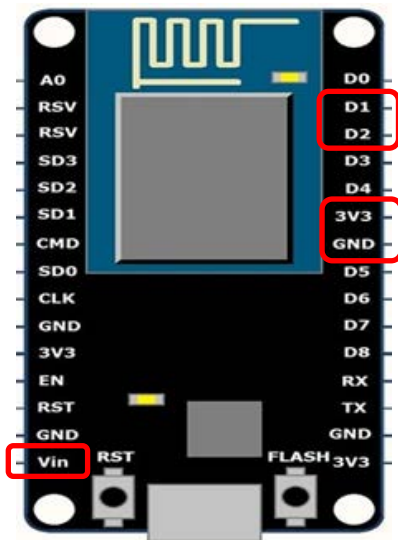 A0 D0
RSV D1
RSV D2
SD3 D3
SD2 D4
SD1 3V3
CMD GND
SD0 D5
CLK D6
GND D7
3V3 D8
EN RX
RST TX
GND GND
Vin RST FLASH 3V3